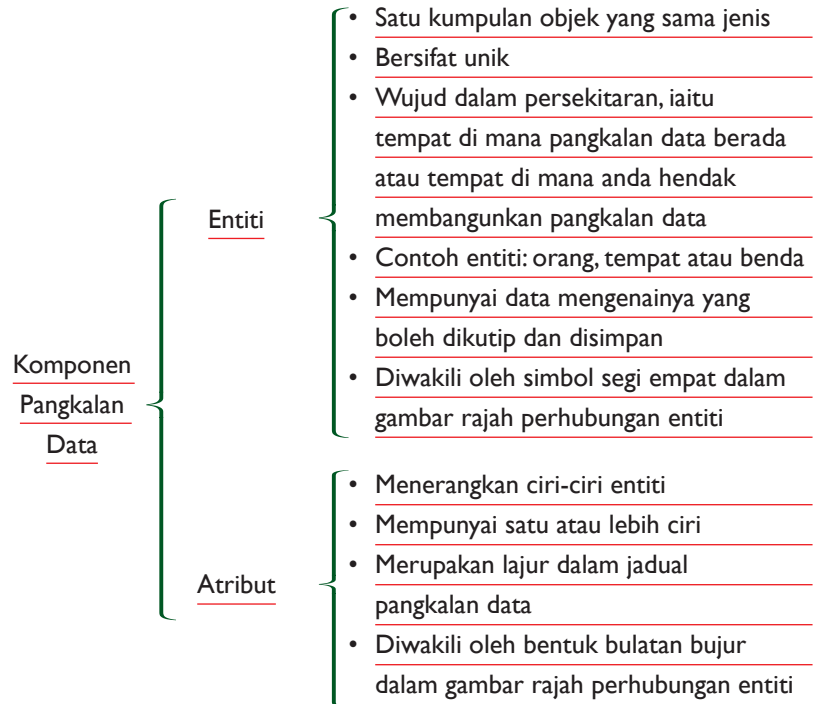 Komponen
Pangkalan
Data
Entiti
• Satu kumpulan objek yang sama jenis
• Bersifat unik
• Wujud dalam persekitaran, iaitu
tempat di mana pangkalan data berada
atau tempat di mana anda hendak
membangunkan pangkalan data
• Contoh entiti: orang, tempat atau benda
• Mempunyai data mengenainya yang
boleh dikutip dan disimpan
• Diwakili oleh simbol segi empat dalam
gambar rajah perhubungan entiti
Atribut
• Menerangkan ciri-ciri entiti
• Mempunyai satu atau lebih ciri
• Merupakan lajur dalam jadual
pangkalan data
• Diwakili oleh bentuk bulatan bujur
dalam gambar rajah perhubungan entiti